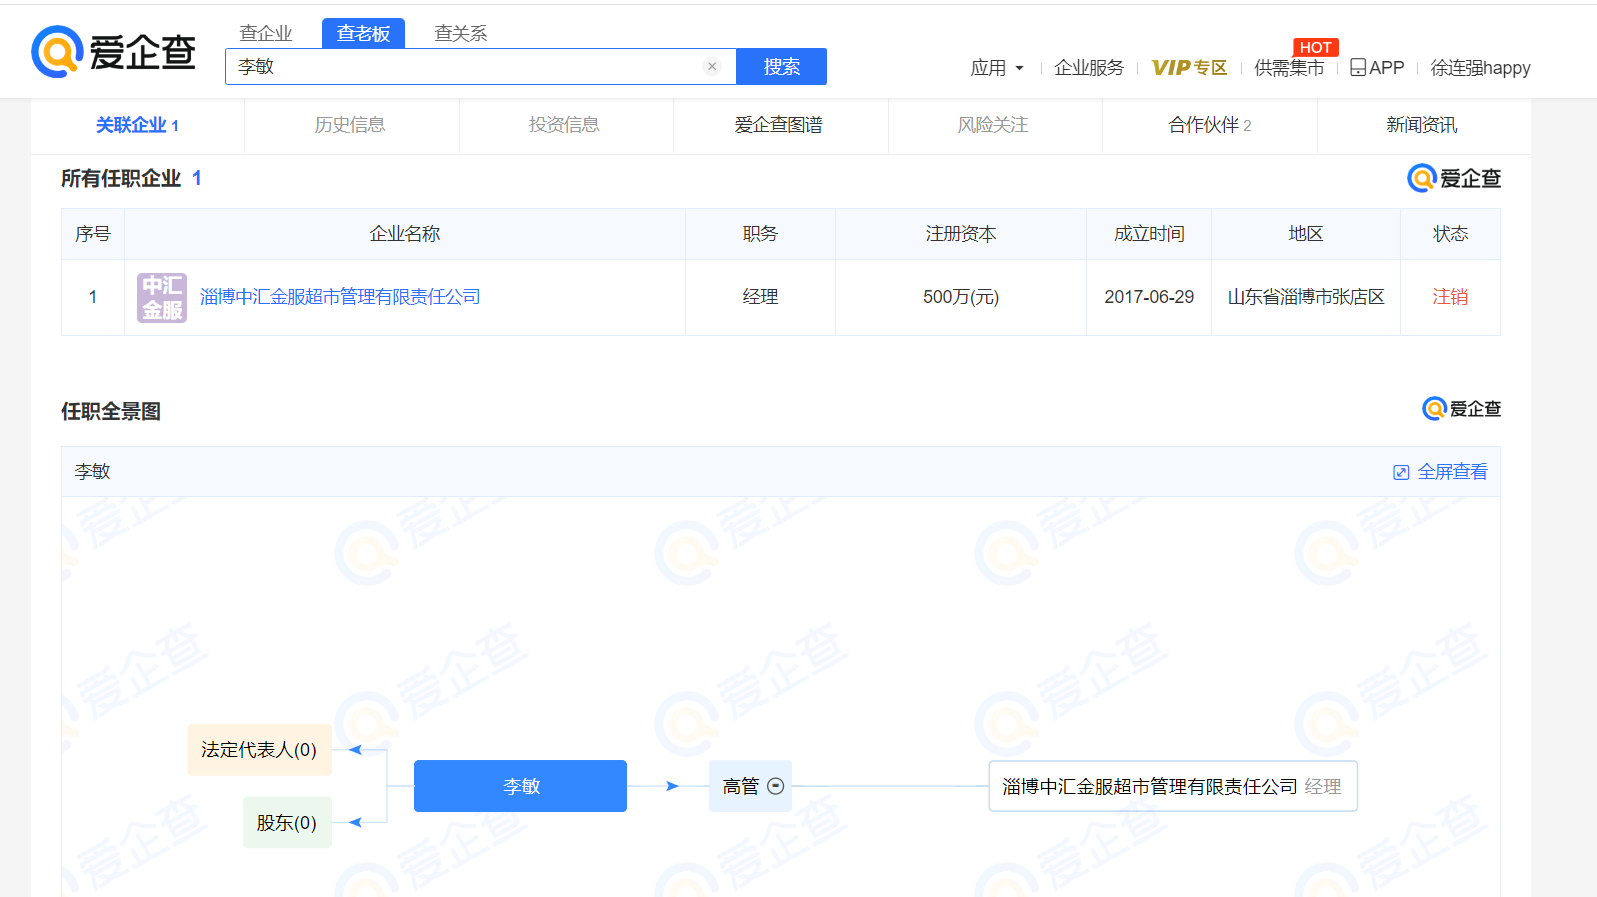 爱企查
查企业 查老板 查关系
李敏
搜索
应用 企业服务 VIP专区 供需集市 HOT APP 徐连强happy
关联企业 1 历史信息 投资信息 爱企查图谱 风险关注 合作伙伴 2 新闻资讯
所有任职企业 1
爱企查
序号 企业名称 职务 注册资本 成立时间 地区 状态
1 中汇金服 淄博中汇金服超市管理有限责任公司 经理 500万(元) 2017-06-29 山东省淄博市张店区 注销
任职全景图
爱企查
李敏
全屏查看
法定代表人(0)
股东(0)
李敏
高管
淄博中汇金服超市管理有限责任公司 经理